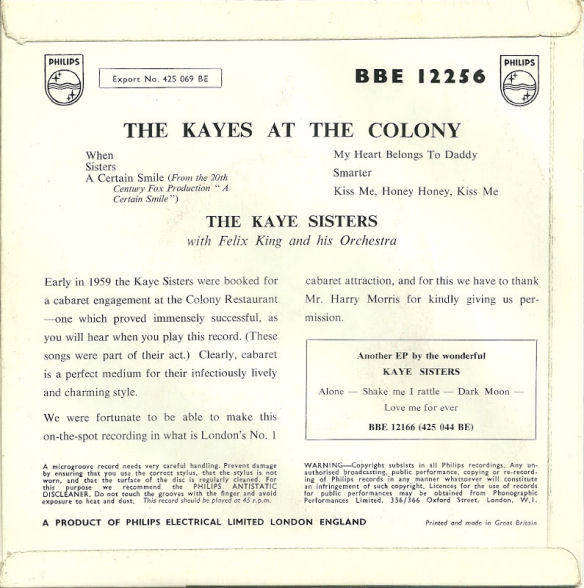 PHILIPS
Export No. 425 069 BE
BBE 12256
PHILIPS
THE KAYES AT THE COLONY
When
Sisters
A Certain Smile (From the 20th
Century Fox Production "A
Certain Smile")
My Heart Belongs To Daddy
Smarter
Kiss Me, Honey Honey, Kiss Me
THE KAYE SISTERS
with Felix King and his Orchestra
Early in 1959 the Kaye Sisters were booked for
a cabaret engagement at the Colony Restaurant
—one which proved immensely successful, as
you will hear when you play this record. (These
songs were part of their act.) Clearly, cabaret
is a perfect medium for their infectiously lively
and charming style.
We were fortunate to be able to make this
on-the-spot recording in what is London's No. 1
cabaret attraction, and for this we have to thank
Mr. Harry Morris for kindly giving us per-
mission.
Another EP by the wonderful
KAYE SISTERS
Alone — Shake me I rattle — Dark Moon —
Love me for ever
BBE 12166 (425 044 BE)
A microgroove record needs very careful handling. Prevent damage
by ensuring that you use the correct stylus, that the stylus is not
worn, and that the surface of the disc is regularly cleaned. For
this purpose we recommend the PHILIPS ANTISTATIC
DISCLEANER. Do not touch the grooves with the finger and avoid
exposure to heat and dust. This record should be played at 45 r.p.m.
WARNING—Copyright subsists in all Philips recordings. Any un-
authorised broadcasting, public performance, copying or re-record-
ing of Philips records in any manner whatsoever will constitute
an infringement of such copyright. Licences for the use of records
for public performances may be obtained from Phonographic
Performances Limited, 356/366 Oxford Street, London, W.1.
A PRODUCT OF PHILIPS ELECTRICAL LIMITED LONDON ENGLAND
Printed and made in Great Britain